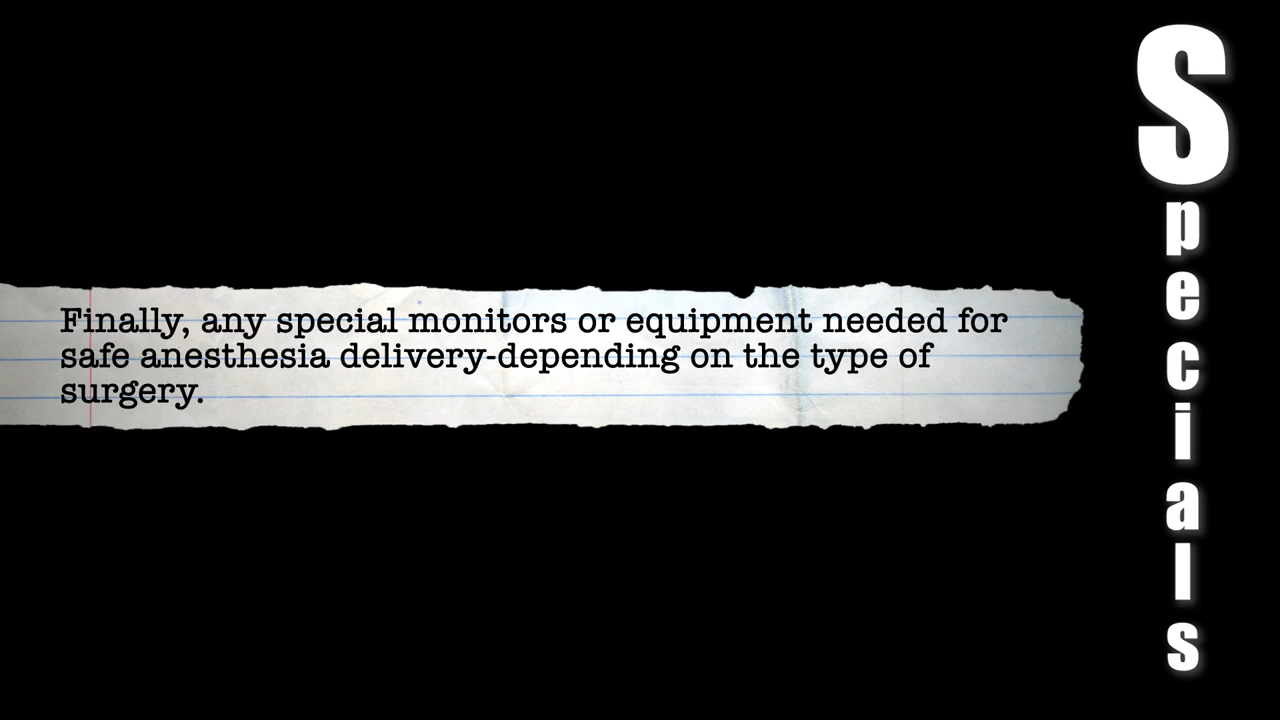 Finally, any special monitors or equipment needed for
safe anesthesia delivery-depending on the type of
surgery.
Specials